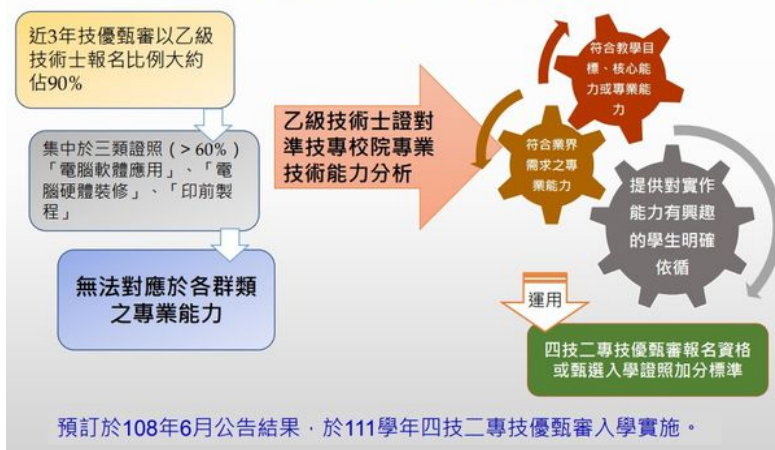 近3年技優甄審以乙級
技術士報名比例大約
佔90%
集中於三類證照(>60%)
「電腦軟體應用」、「電
腦硬體裝修」、「印前製
程」
無法對應於各群類
之專業能力
乙級技術士證對
準技專校院專業
技術能力分析
符合教學目
標、核心能
力或專業能
力
符合業界
需求之專
業能力
提供對實作
能力有興趣
的學生明確
依循
運用
四技二專技優甄審報名資格
或甄選入學證照加分標準
預訂於108年6月公告結果,於111學年四技二專技優甄審入學實施。